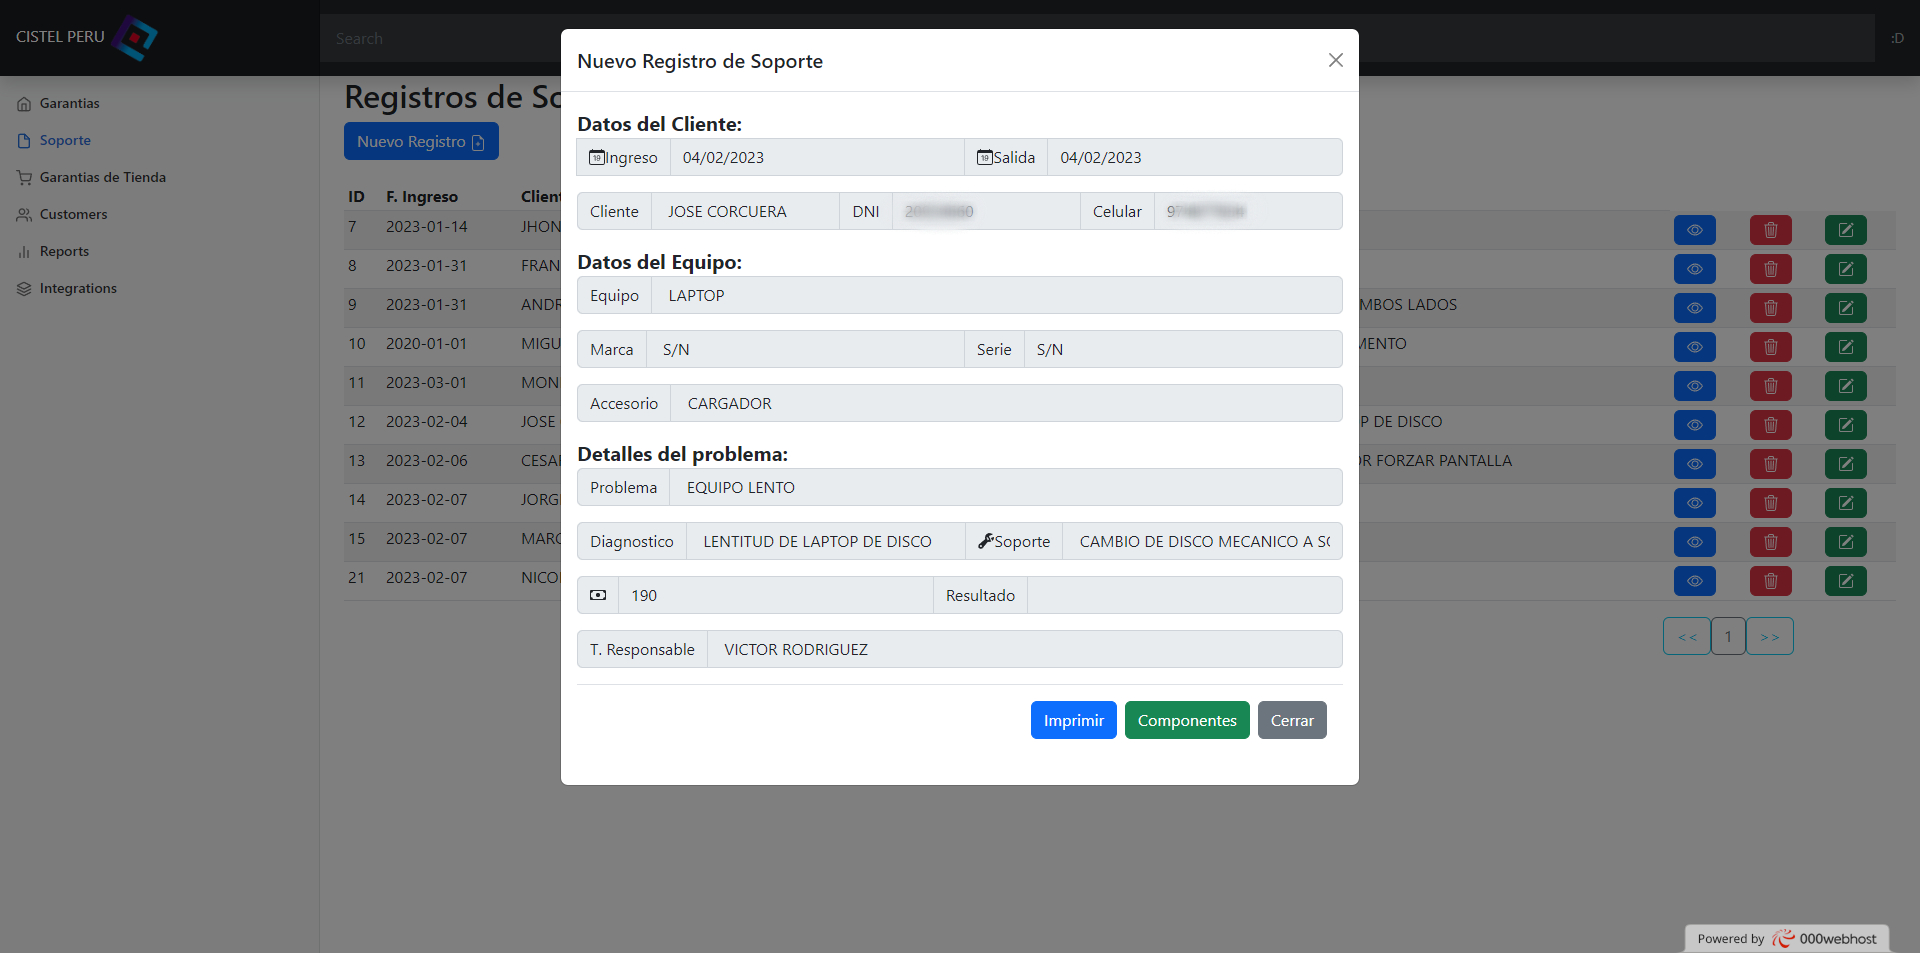 CISTEL PERU
Search
:D
Garantias
Soporte
Garantias de Tienda
Customers
Reports
Integrations
Registros de So
Nuevo Registro
ID F. Ingreso Client
7 2023-01-14 JHON
8 2023-01-31 FRAN
9 2023-01-31 ANDR MBOS LADOS
10 2020-01-01 MIGU MENTO
11 2023-03-01 MON
12 2023-02-04 JOSE P DE DISCO
13 2023-02-06 CESA OR FORZAR PANTALLA
14 2023-02-07 JORG
15 2023-02-07 MARC
21 2023-02-07 NICO
<< 1 >>
Nuevo Registro de Soporte
Datos del Cliente:
Ingreso 04/02/2023 Salida 04/02/2023
Cliente JOSE CORCUERA DNI Celular
Datos del Equipo:
Equipo LAPTOP
Marca S/N Serie S/N
Accesorio CARGADOR
Detalles del problema:
Problema EQUIPO LENTO
Diagnostico LENTITUD DE LAPTOP DE DISCO Soporte CAMBIO DE DISCO MECANICO A SO
190 Resultado
T. Responsable VICTOR RODRIGUEZ
Imprimir Componentes Cerrar
Powered by 000webhost